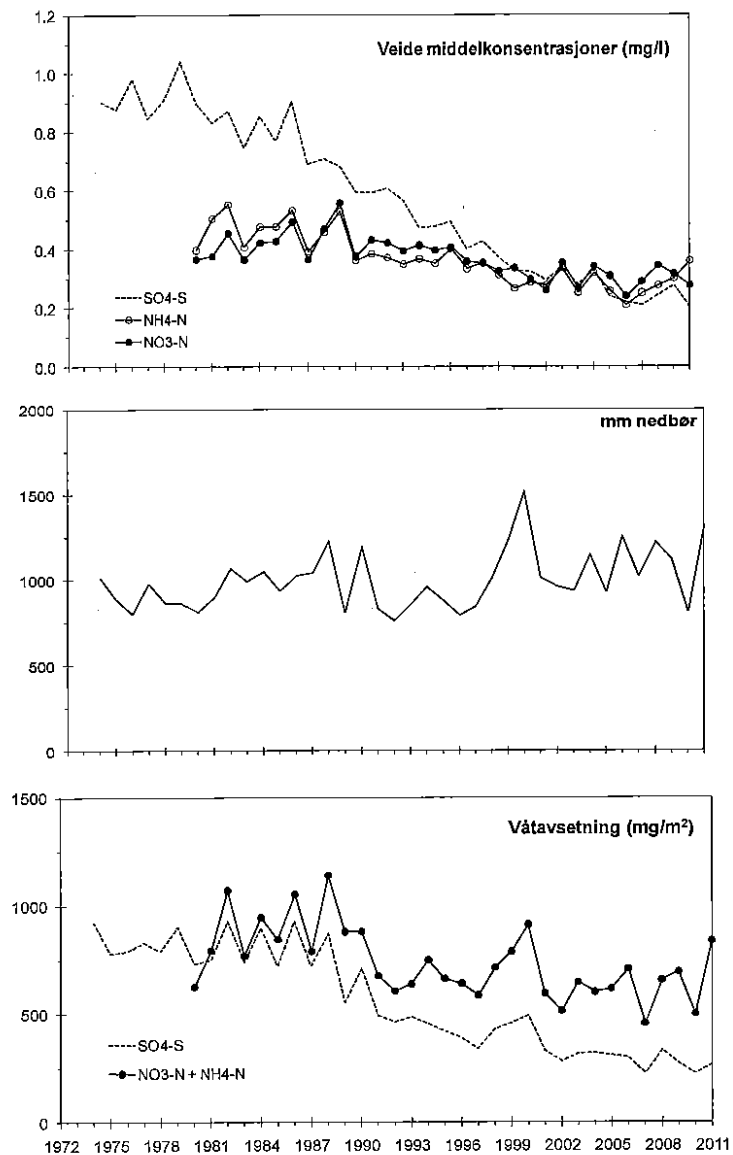 1.2
Veide middelkonsentrasjoner (mg/l)
1.0
0.8
0.6
0.4
0.2
SO4-S
NH4-N
NO3-N
0.0
2000
mm nedbør
1500
1000
500
0
1500
Våtavsetning (mg/m²)
1000
500
SO4-S
NO3-N + NH4-N
0
1972 1975 1978 1981 1984 1987 1990 1993 1996 1999 2002 2005 2008 2011